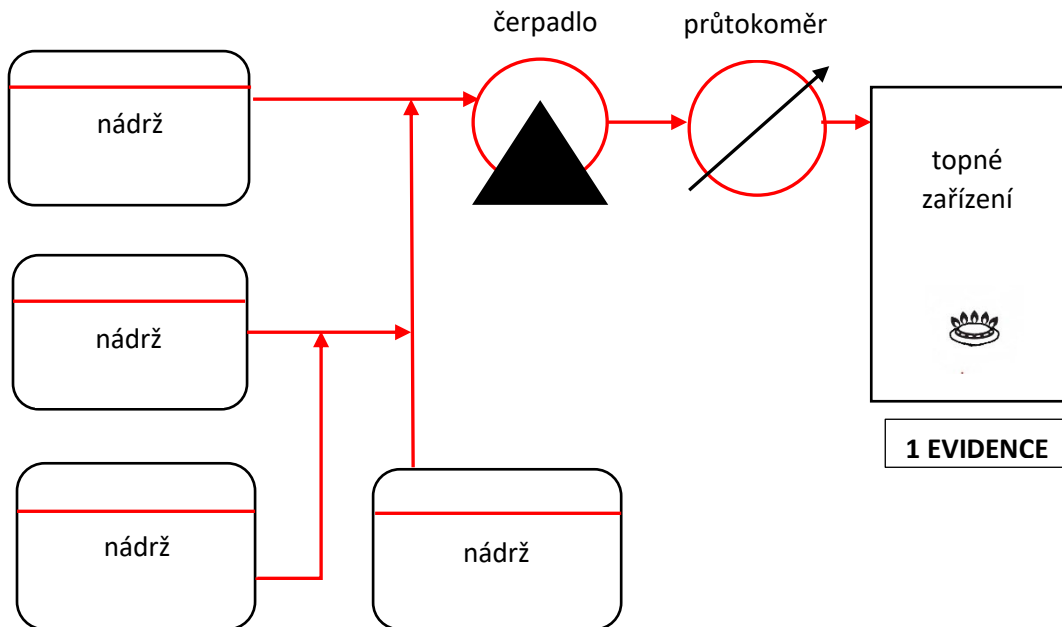 čerpadlo
průtokoměr
nádrž
topné
zařízení
nádrž
1 EVIDENCE
nádrž
nádrž